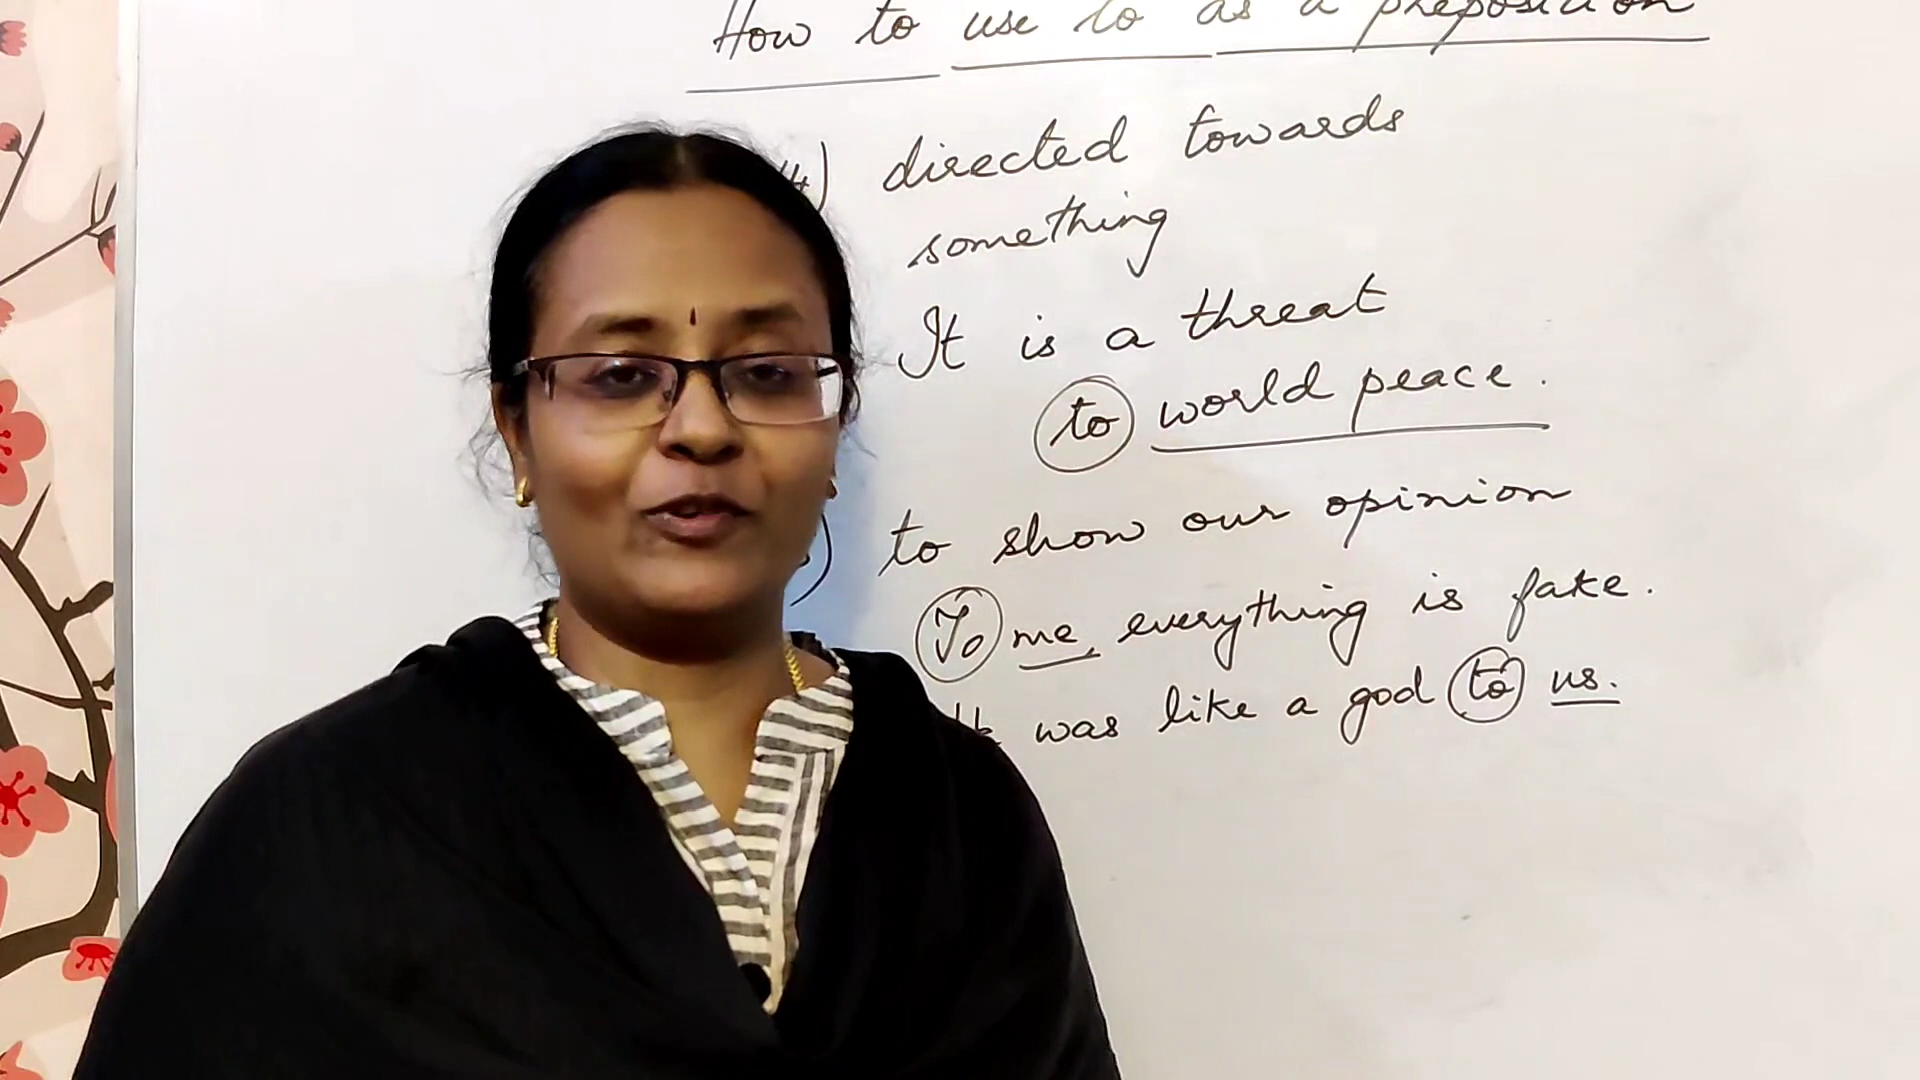 How to use to as a preposition
4) directed towards
something
It is a threat
to world peace.
) to show our opinion
To me, everything is fake.
was like a god to us.